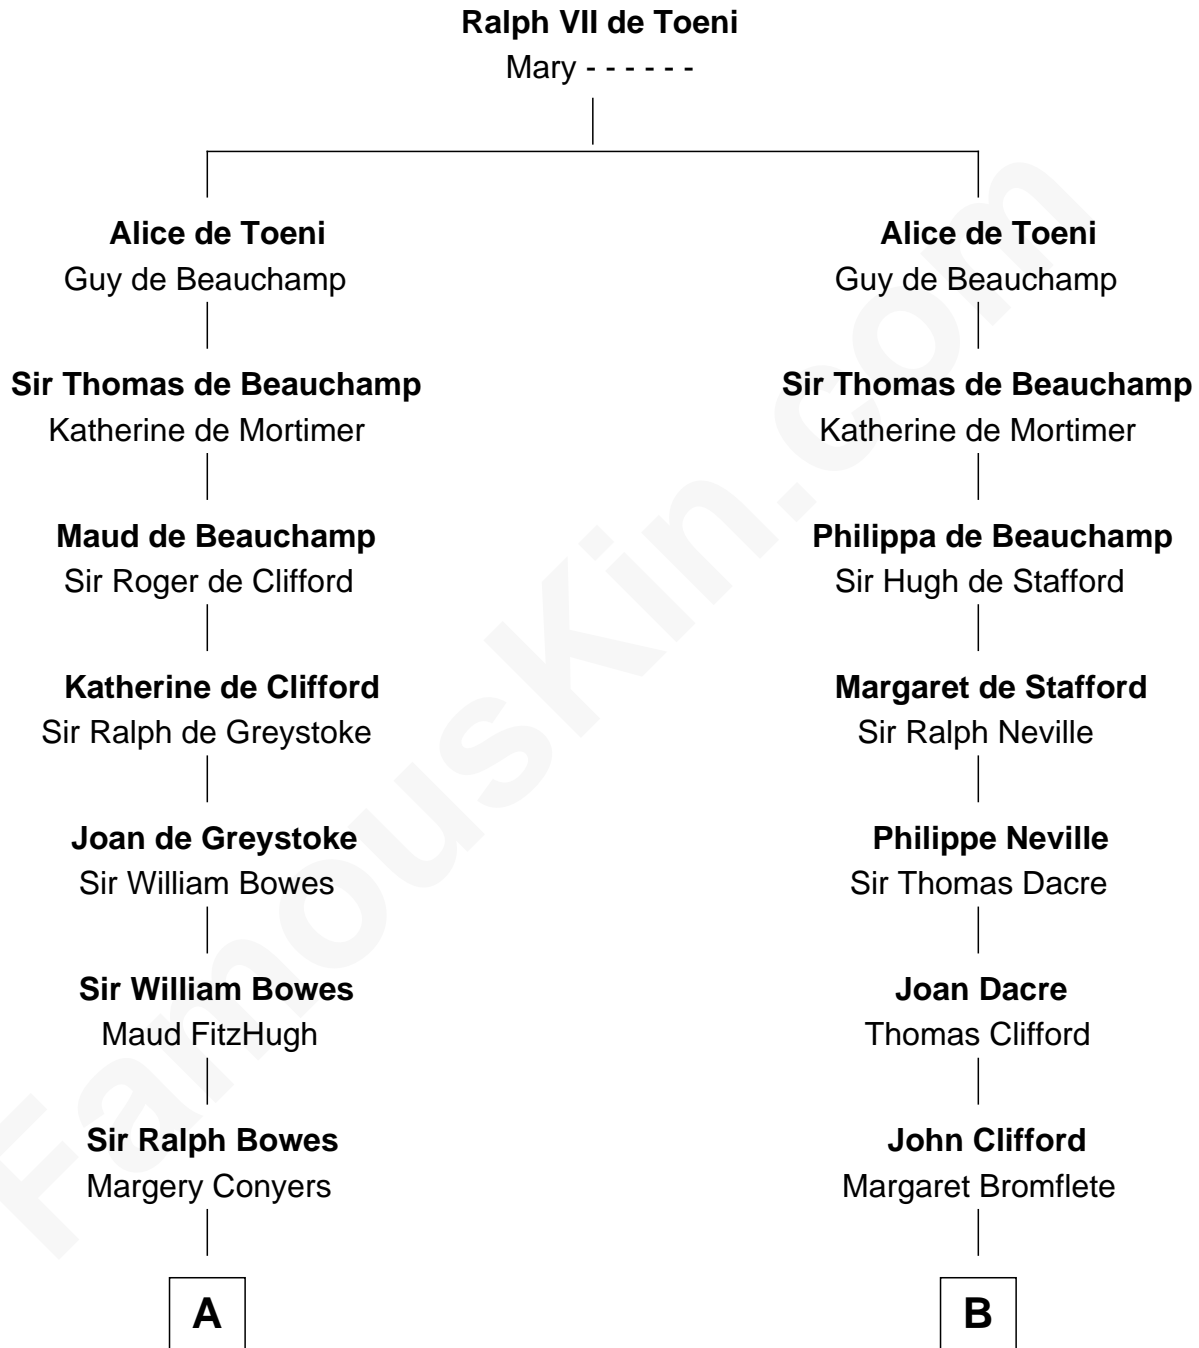 Ralph VII de Toeni
Mary - - - - - -
Alice de Toeni
Guy de Beauchamp
Alice de Toeni
Guy de Beauchamp
Sir Thomas de Beauchamp
Katherine de Mortimer
Sir Thomas de Beauchamp
Katherine de Mortimer
Maud de Beauchamp
Sir Roger de Clifford
Philippa de Beauchamp
Sir Hugh de Stafford
Katherine de Clifford
Sir Ralph de Greystoke
Margaret de Stafford
Sir Ralph Neville
Joan de Greystoke
Sir William Bowes
Philippe Neville
Sir Thomas Dacre
Sir William Bowes
Maud FitzHugh
Joan Dacre
Thomas Clifford
Sir Ralph Bowes
Margery Conyers
John Clifford
Margaret Bromflete
A
B
FamousKin.com